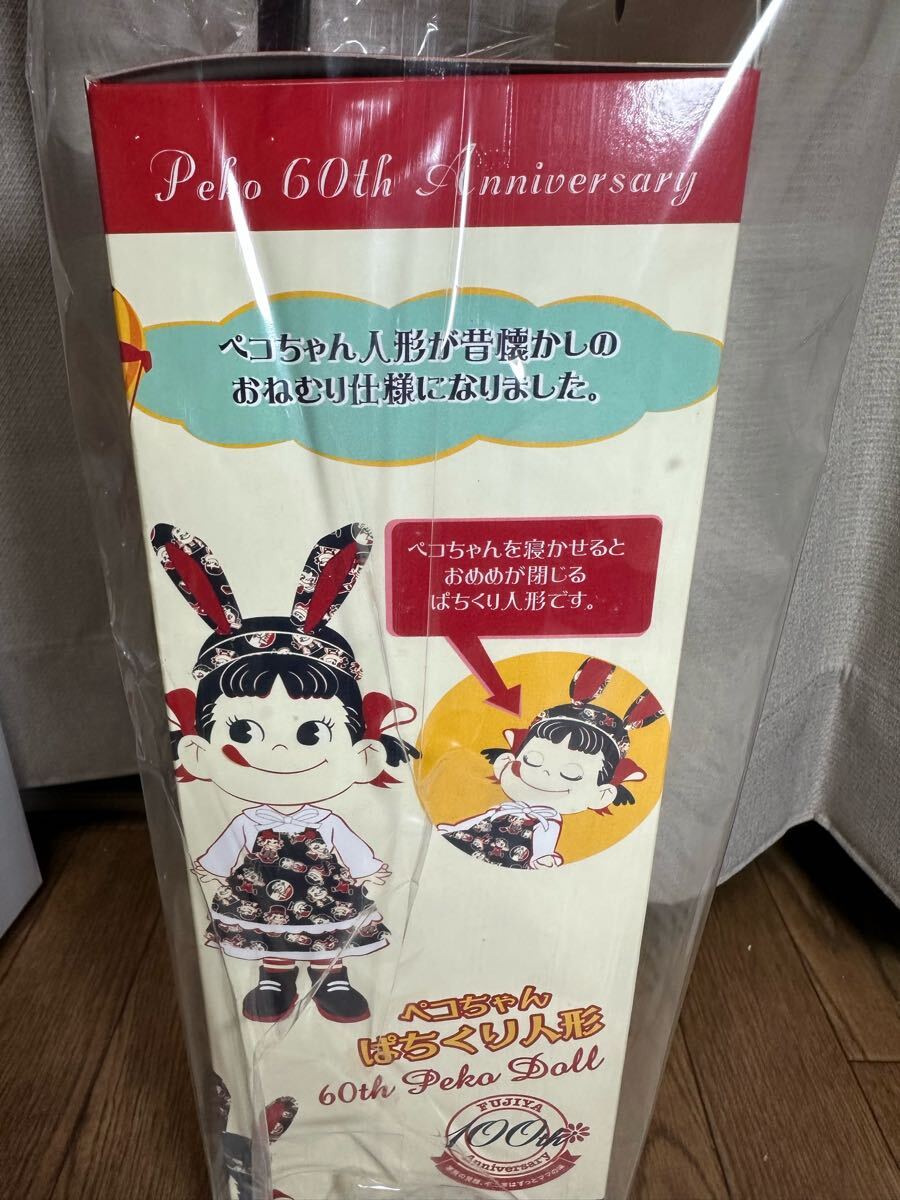 Peko 60th Anniversary
ペコちゃん人形が昔懐かしの
おねむり仕様になりました。
ペコちゃんを寝かせると
おめめが閉じる
ぱちくり人形です。
ペコちゃん
ぱちくり人形
60th Peko Doll
FUJIYA
100th
Anniversary